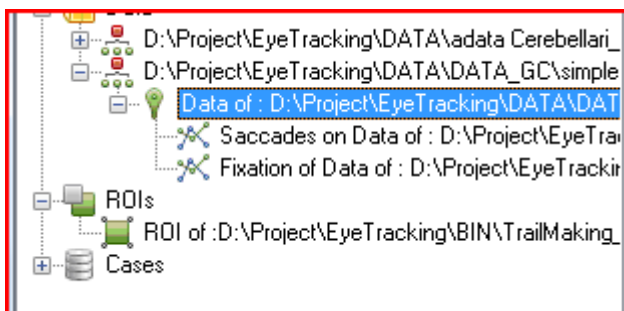 D:\Project\EyeTracking\DATA\adata Cerebellari_
D:\Project\EyeTracking\DATA\DATA_GC\simple
Data of : D:\Project\EyeTracking\DATA\DAT
Saccades on Data of : D:\Project\EyeTra
Fixation of Data of : D:\Project\EyeTrackin
ROIs
ROI of :D:\Project\EyeTracking\BIN\TrailMaking_
Cases